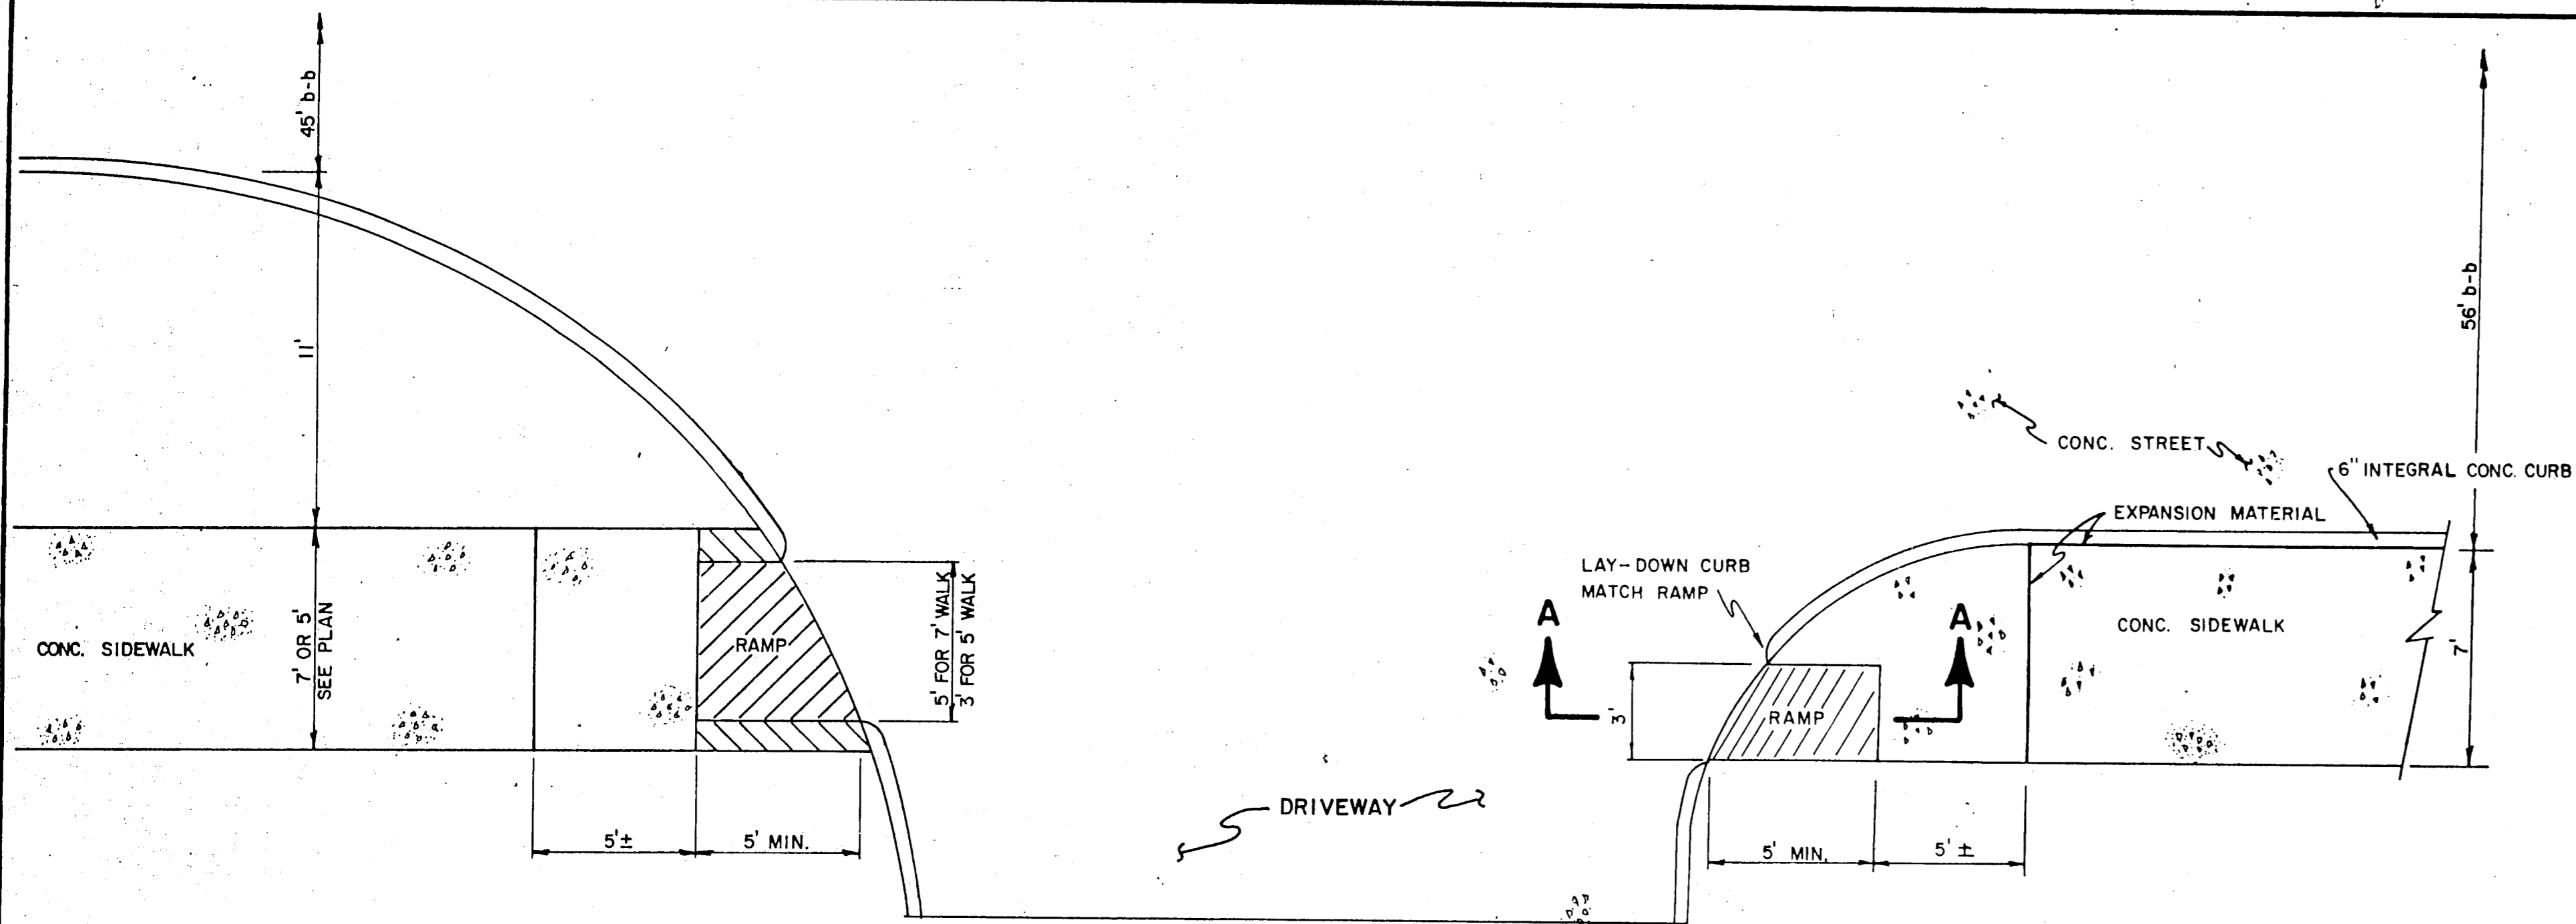 45' b-b
11'
7' OR 5'
SEE PLAN
CONC. SIDEWALK
RAMP
5' FOR 7' WALK
3' FOR 5' WALK
5'±
5' MIN.
DRIVEWAY
56' b-b
CONC. STREET
6" INTEGRAL CONC. CURB
EXPANSION MATERIAL
LAY-DOWN CURB
MATCH RAMP
A
A
CONC. SIDEWALK
7'
3'
RAMP
5' MIN.
5' ±